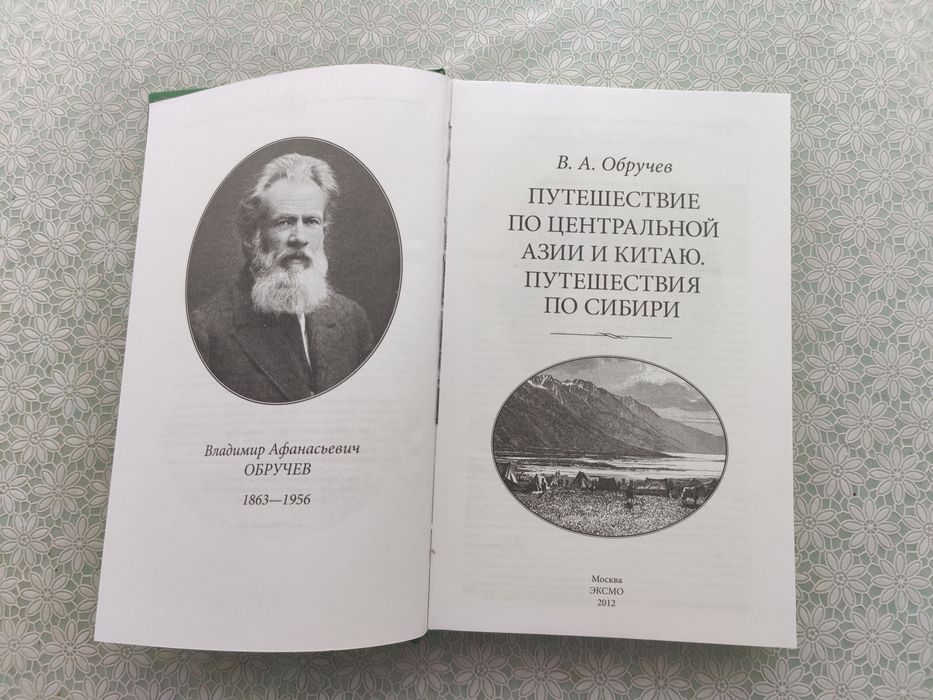 Владимир Афанасьевич
ОБРУЧЕВ
1863—1956
В. А. Обручев
ПУТЕШЕСТВИЕ
ПО ЦЕНТРАЛЬНОЙ
АЗИИ И КИТАЮ.
ПУТЕШЕСТВИЯ
ПО СИБИРИ
Москва
ЭКСМО
2012